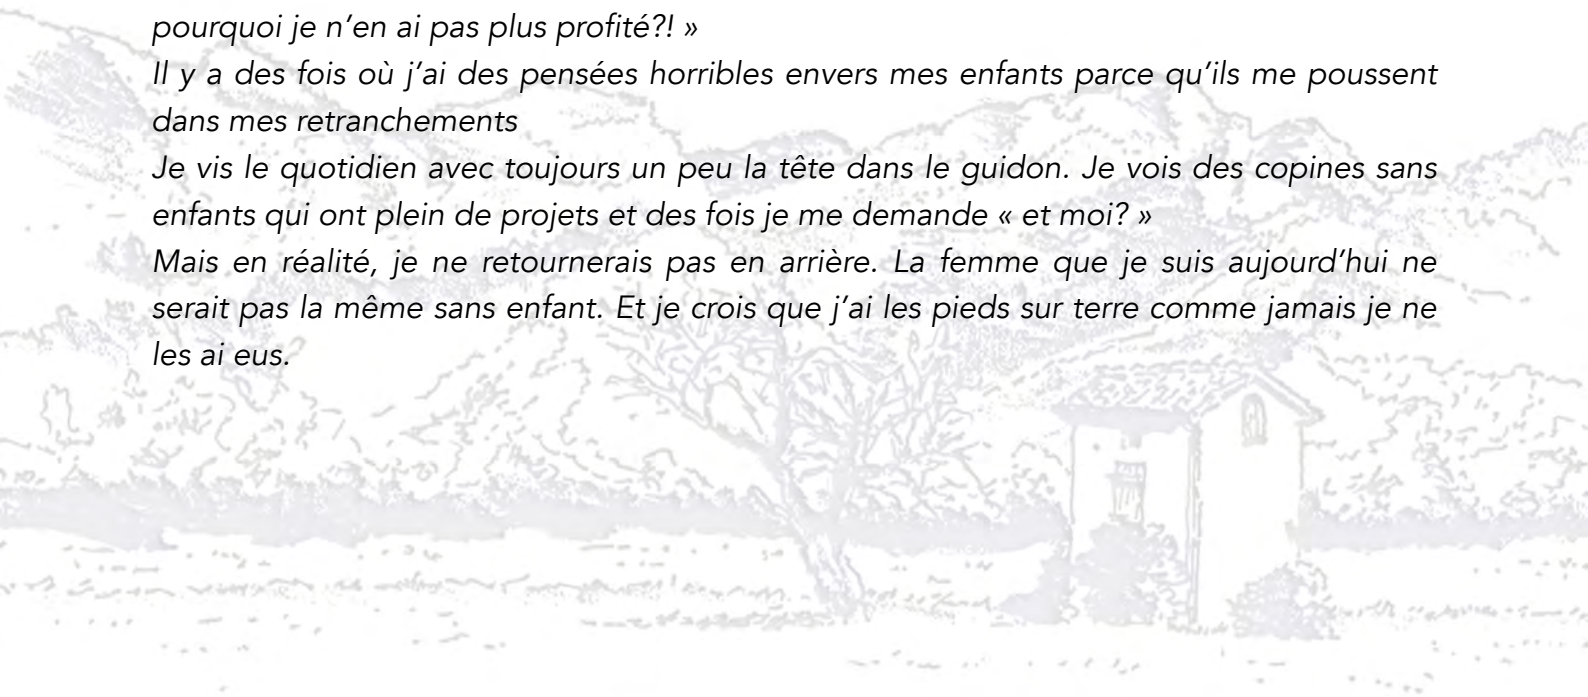 pourquoi je n’en ai pas plus profité?! »
Il y a des fois où j’ai des pensées horribles envers mes enfants parce qu’ils me poussent
dans mes retranchements
Je vis le quotidien avec toujours un peu la tête dans le guidon. Je vois des copines sans
enfants qui ont plein de projets et des fois je me demande « et moi? »
Mais en réalité, je ne retournerais pas en arrière. La femme que je suis aujourd’hui ne
serait pas la même sans enfant. Et je crois que j’ai les pieds sur terre comme jamais je ne
les ai eus.